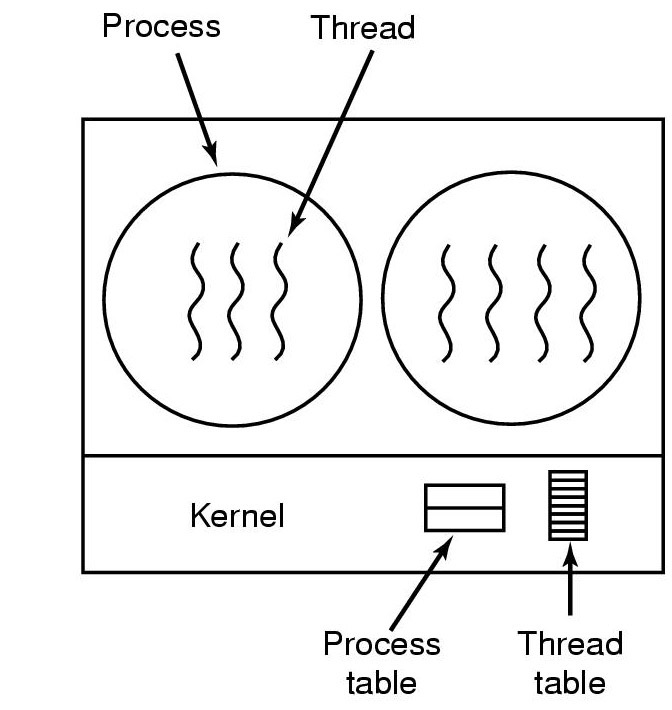 Process
Thread
Kernel
Process
table
Thread
table